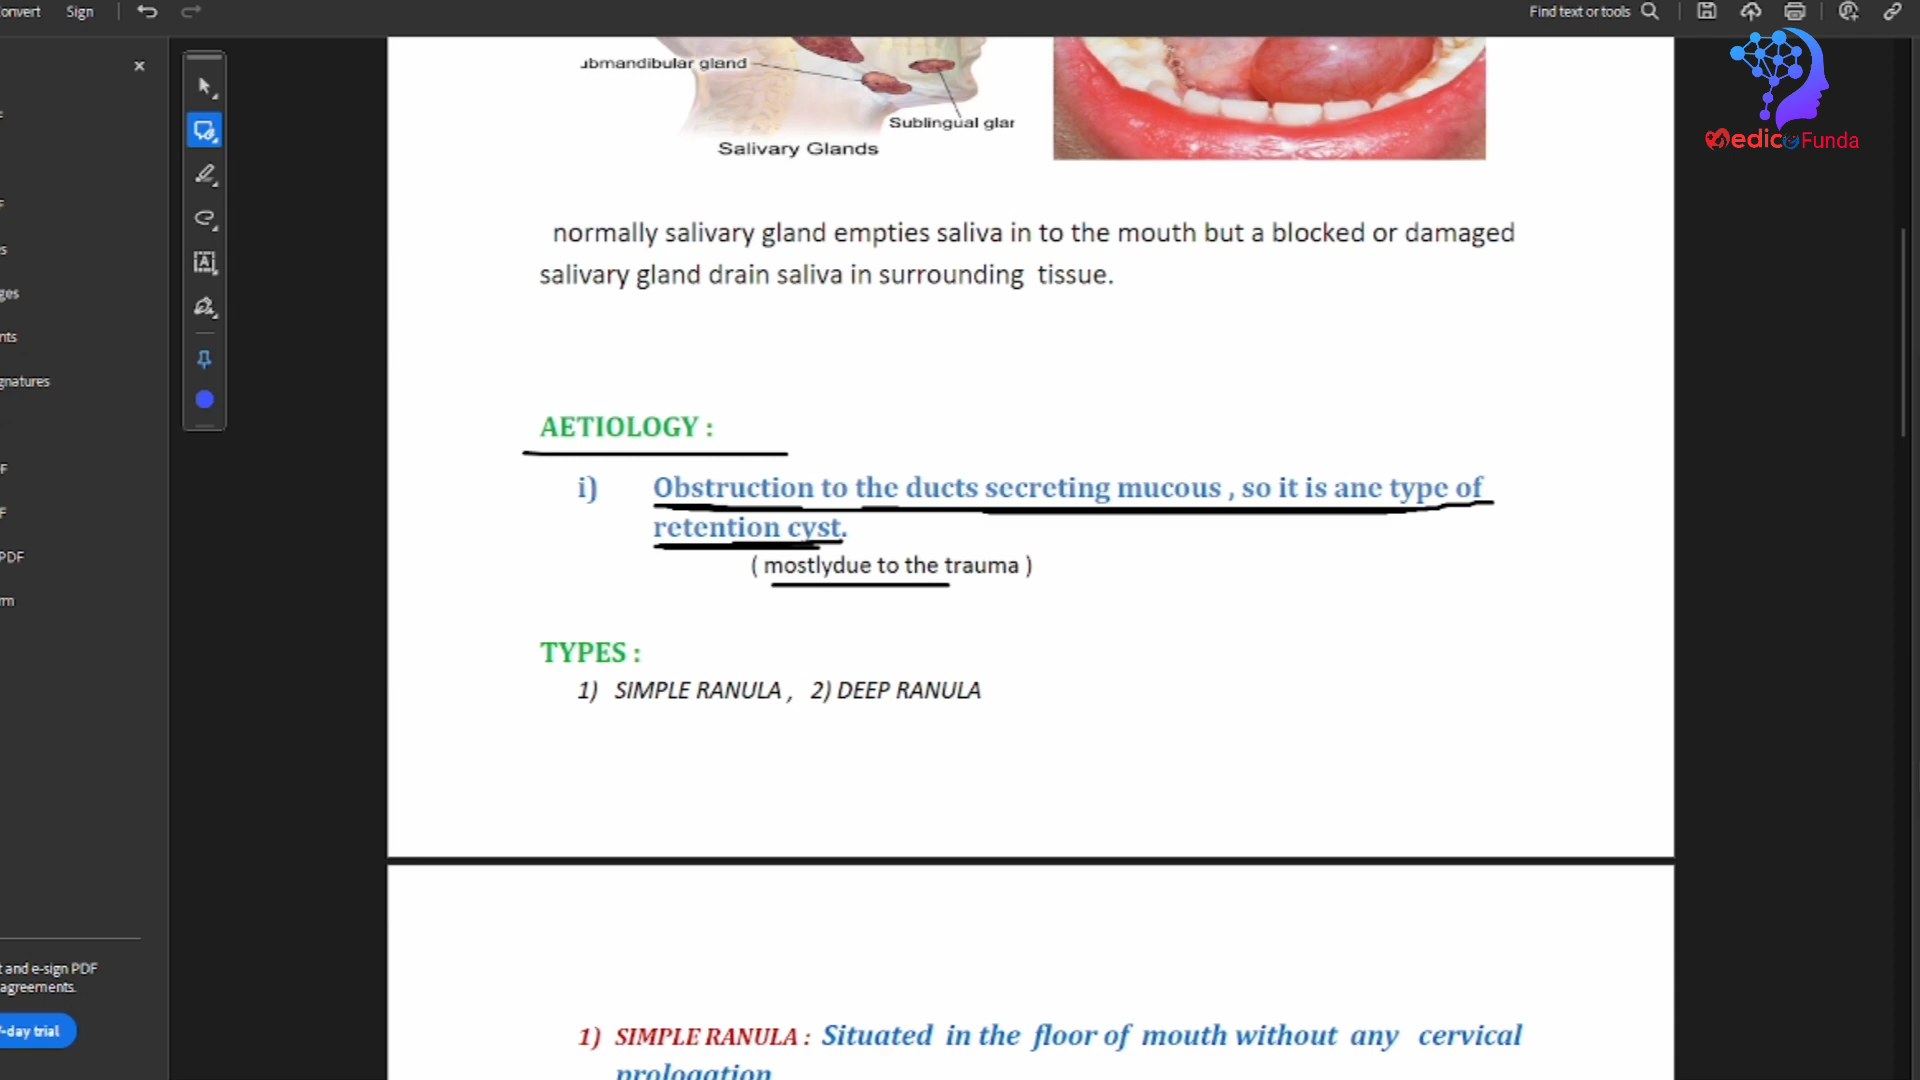 onvert Sign Find text or tools
ubmandibular gland
Sublingual glar
Salivary Glands
Medico Funda
normally salivary gland empties saliva in to the mouth but a blocked or damaged
salivary gland drain saliva in surrounding tissue.
ges
nts
gnatures
AETIOLOGY :
i) Obstruction to the ducts secreting mucous , so it is ane type of
retention cyst.
( mostlydue to the trauma )
PDF
rm
TYPES :
1) SIMPLE RANULA , 2) DEEP RANULA
t and e-sign PDF
agreements.
-day trial
1) SIMPLE RANULA : Situated in the floor of mouth without any cervical
prologation